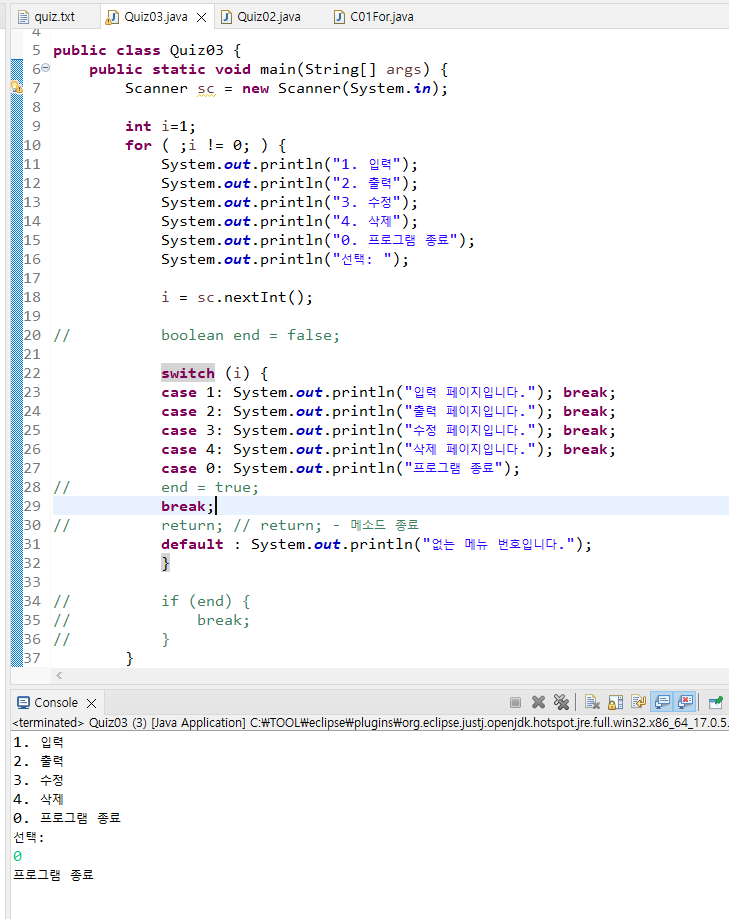 quiz.txt Quiz03.java Quiz02.java C01For.java
4
5 public class Quiz03 {
6 public static void main(String[] args) {
7 Scanner sc = new Scanner(System.in);
8
9 int i=1;
10 for ( ;i != 0; ) {
11 System.out.println("1. 입력");
12 System.out.println("2. 출력");
13 System.out.println("3. 수정");
14 System.out.println("4. 삭제");
15 System.out.println("0. 프로그램 종료");
16 System.out.println("선택: ");
17
18 i = sc.nextInt();
19
20 // boolean end = false;
21
22 switch (i) {
23 case 1: System.out.println("입력 페이지입니다."); break;
24 case 2: System.out.println("출력 페이지입니다."); break;
25 case 3: System.out.println("수정 페이지입니다."); break;
26 case 4: System.out.println("삭제 페이지입니다."); break;
27 case 0: System.out.println("프로그램 종료");
28 // end = true;
29 break;
30 // return; // return; - 메소드 종료
31 default : System.out.println("없는 메뉴 번호입니다.");
32 }
33
34 // if (end) {
35 // break;
36 // }
37 }
Console
<terminated> Quiz03 (3) [Java Application] C:₩TOOL₩eclipse₩plugins₩org.eclipse.justj.openjdk.hotspot.jre.full.win32.x86_64_17.0.5.
1. 입력
2. 출력
3. 수정
4. 삭제
0. 프로그램 종료
선택:
0
프로그램 종료